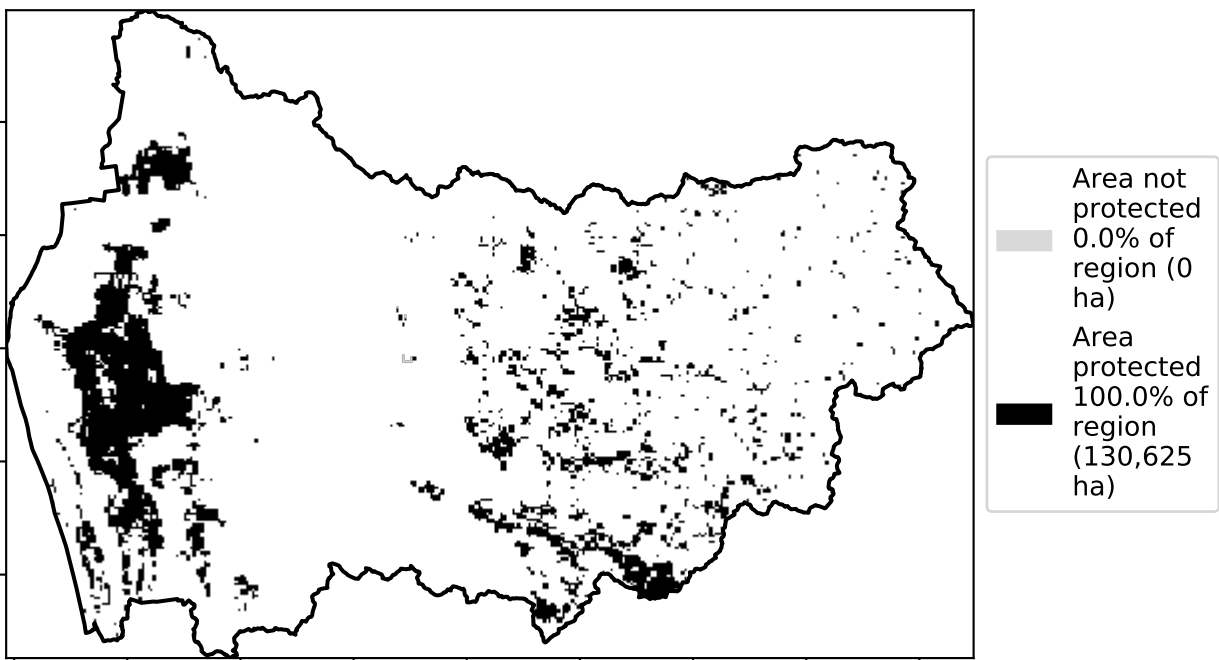 Area not
protected
0.0% of
region (0
ha)
Area
protected
100.0% of
region
(130,625
ha)